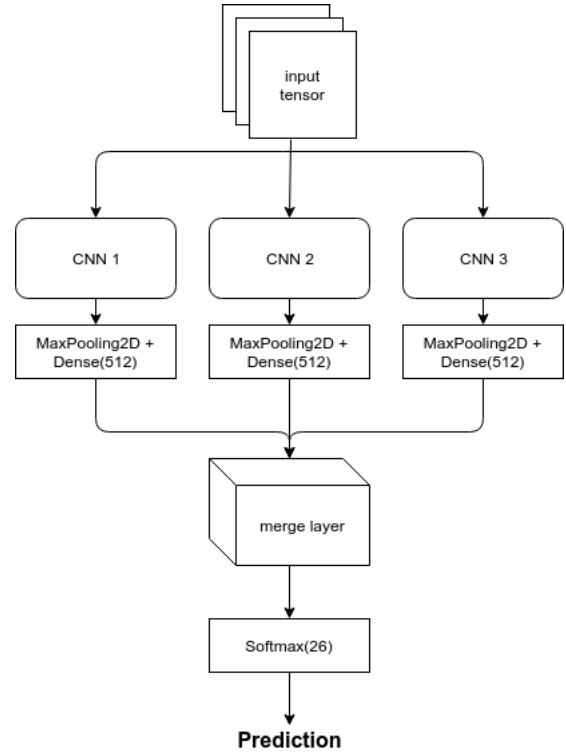 input
tensor
CNN 1
CNN 2
CNN 3
MaxPooling2D +
Dense(512)
MaxPooling2D +
Dense(512)
MaxPooling2D +
Dense(512)
merge layer
Softmax(26)
Prediction